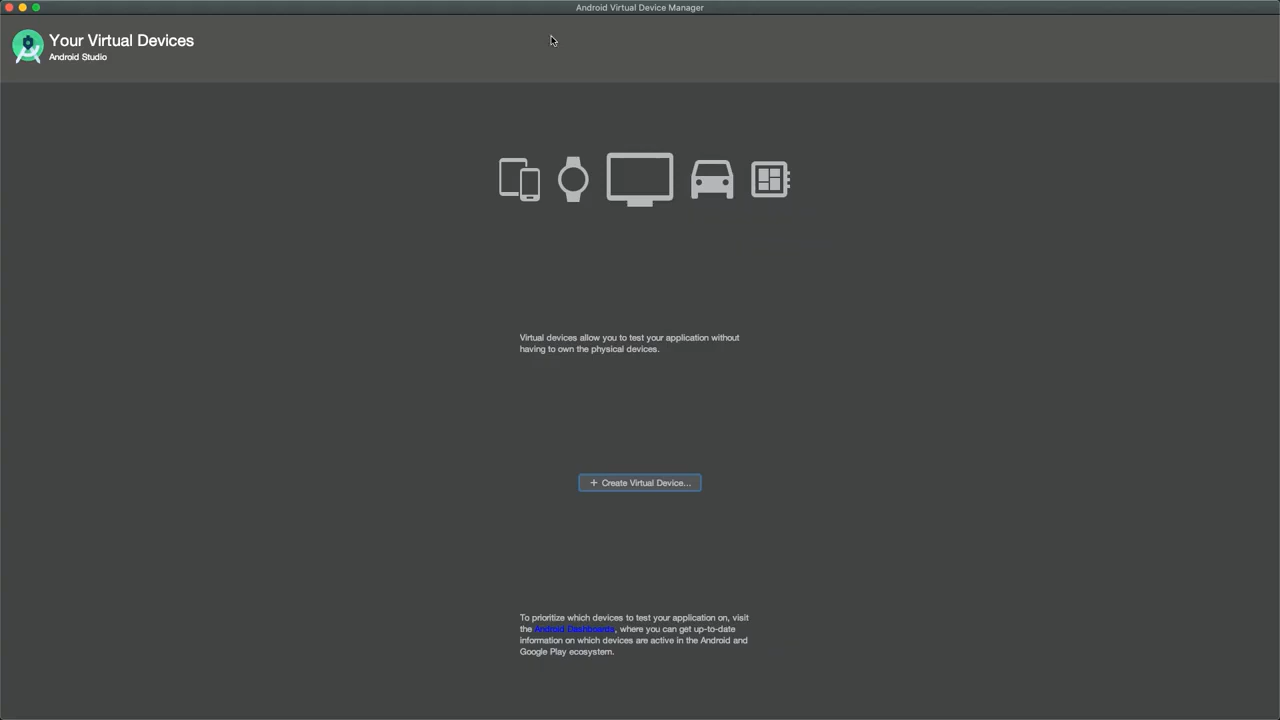 Android Virtual Device Manager
Your Virtual Devices
Android Studio
Virtual devices allow you to test your application without
having to own the physical devices.
+ Create Virtual Device...
To prioritize which devices to test your application on, visit
the Android Dashboards, where you can get up-to-date
information on which devices are active in the Android and
Google Play ecosystem.